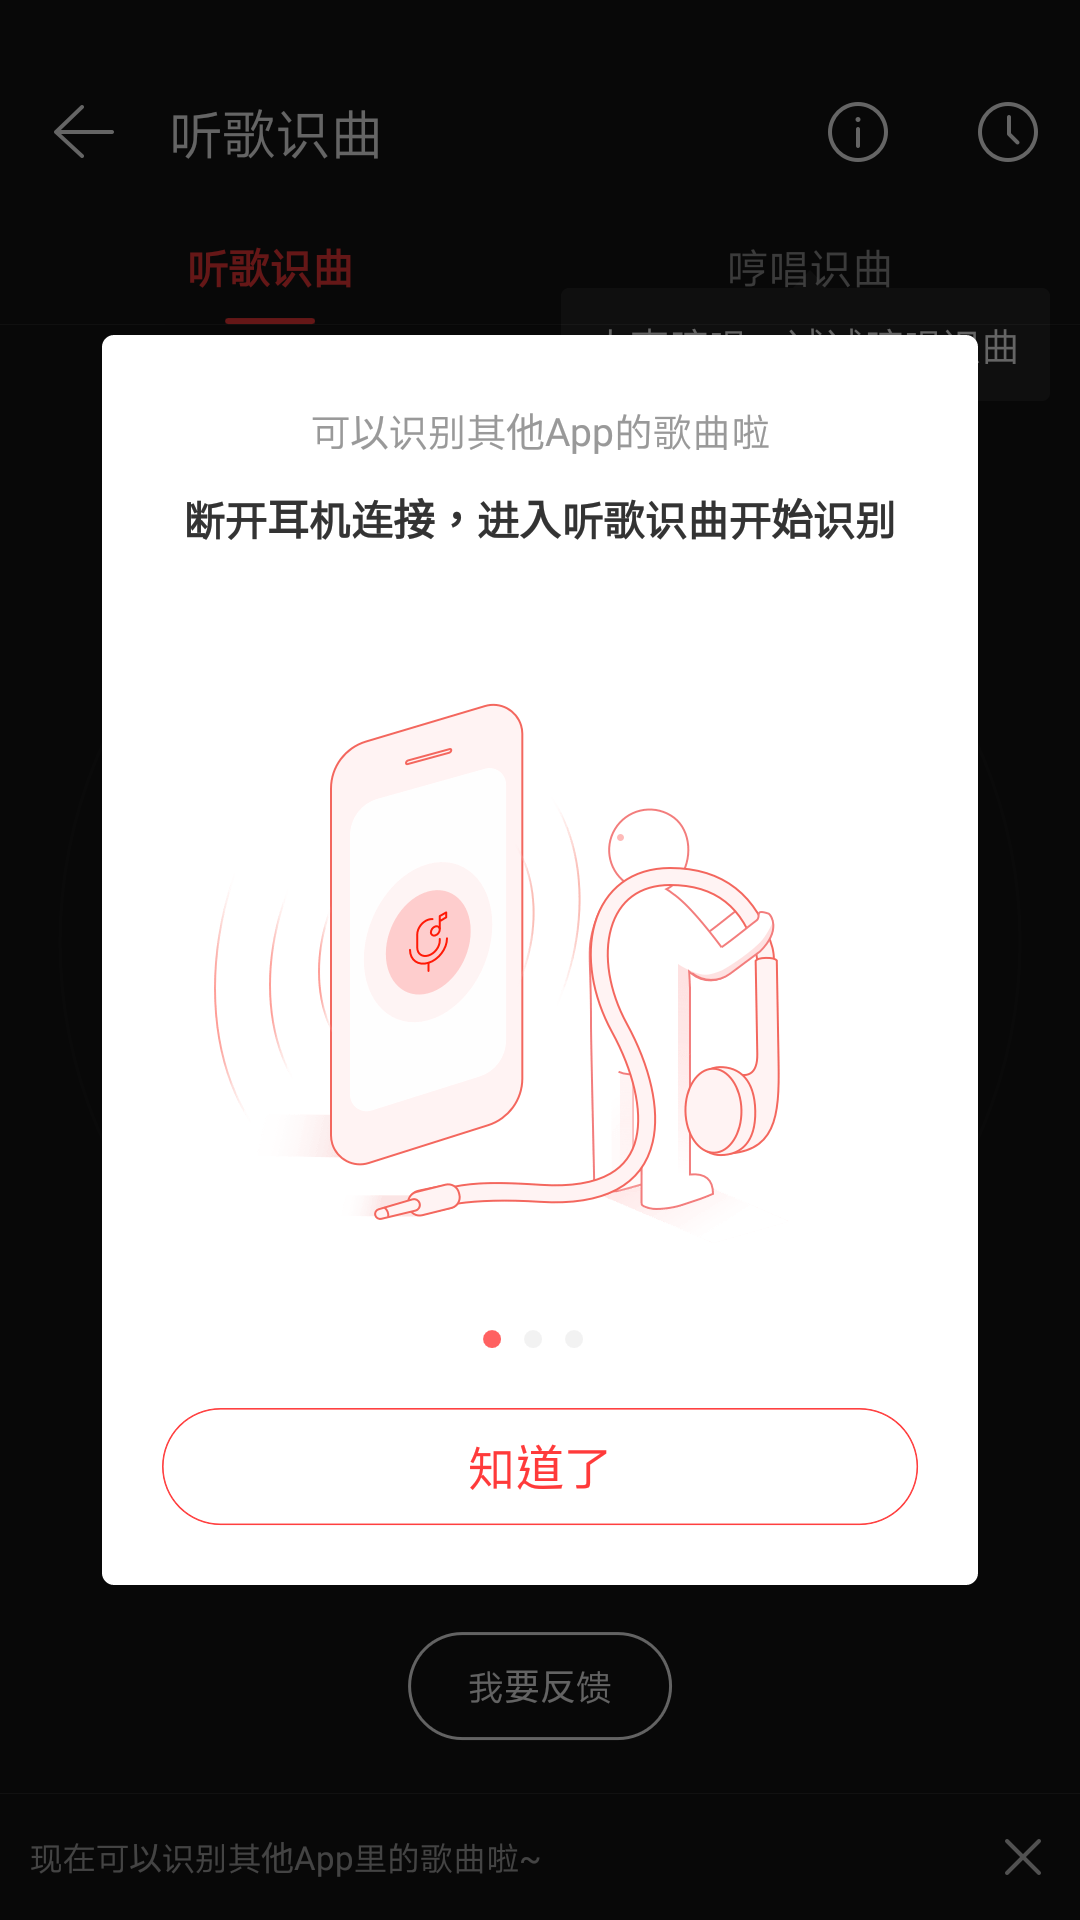 听歌识曲
听歌识曲
哼唱识曲
识曲
可以识别其他App的歌曲啦
断开耳机连接，进入听歌识曲开始识别
知道了
我要反馈
现在可以识别其他App里的歌曲啦~